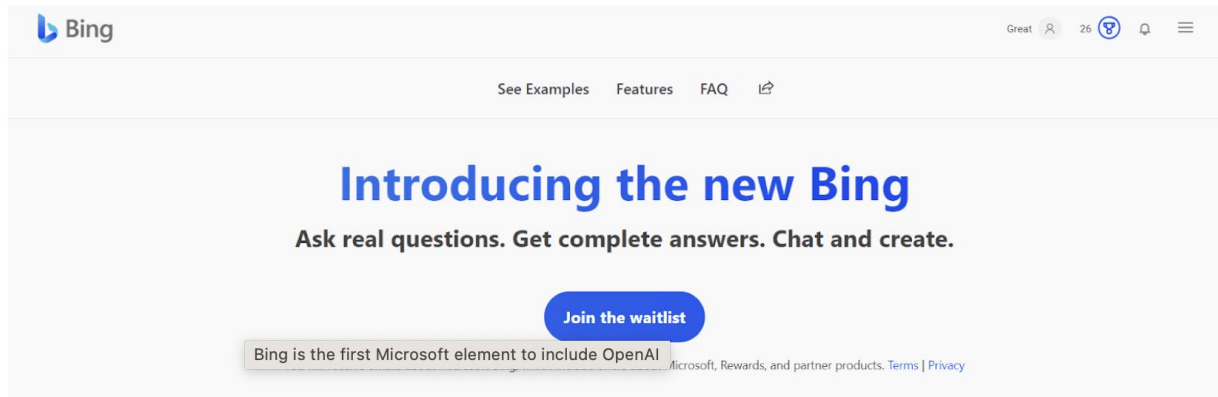 Bing
Great 26
See Examples Features FAQ
Introducing the new Bing
Ask real questions. Get complete answers. Chat and create.
Join the waitlist
Bing is the first Microsoft element to include OpenAI
Microsoft, Rewards, and partner products. Terms | Privacy